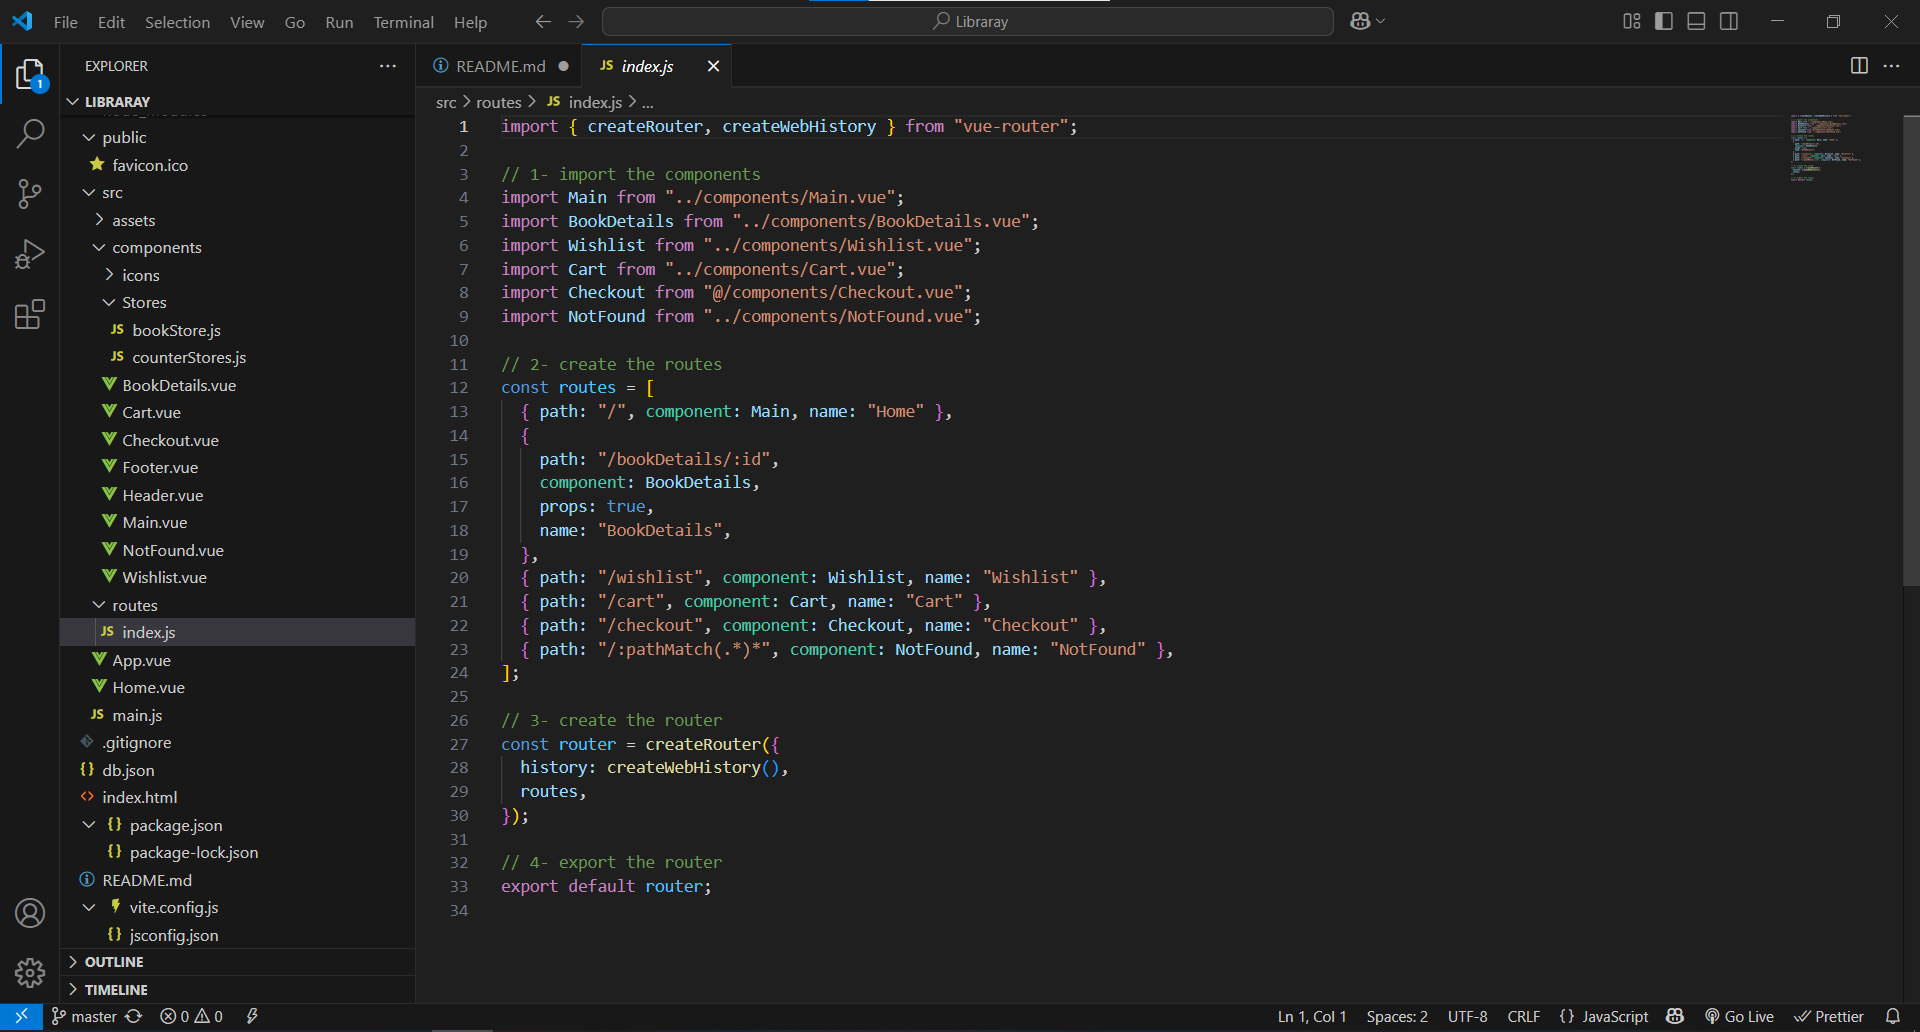 File Edit Selection View Go Run Terminal Help
Libraray
EXPLORER
LIBRARAY
public
favicon.ico
src
assets
components
icons
Stores
JS bookStore.js
JS counterStores.js
BookDetails.vue
Cart.vue
Checkout.vue
Footer.vue
Header.vue
Main.vue
NotFound.vue
Wishlist.vue
routes
JS index.js
App.vue
Home.vue
JS main.js
.gitignore
{} db.json
<> index.html
{} package.json
{} package-lock.json
README.md
vite.config.js
{} jsconfig.json
OUTLINE
TIMELINE
README.md
JS index.js
src > routes > JS index.js > ...
1 import { createRouter, createWebHistory } from "vue-router";
2
3 // 1- import the components
4 import Main from "../components/Main.vue";
5 import BookDetails from "../components/BookDetails.vue";
6 import Wishlist from "../components/Wishlist.vue";
7 import Cart from "../components/Cart.vue";
8 import Checkout from "@/components/Checkout.vue";
9 import NotFound from "../components/NotFound.vue";
10
11 // 2- create the routes
12 const routes = [
13 { path: "/", component: Main, name: "Home" },
14 {
15 path: "/bookDetails/:id",
16 component: BookDetails,
17 props: true,
18 name: "BookDetails",
19 },
20 { path: "/wishlist", component: Wishlist, name: "Wishlist" },
21 { path: "/cart", component: Cart, name: "Cart" },
22 { path: "/checkout", component: Checkout, name: "Checkout" },
23 { path: "/:pathMatch(.*)*", component: NotFound, name: "NotFound" },
24 ];
25
26 // 3- create the router
27 const router = createRouter({
28 history: createWebHistory(),
29 routes,
30 });
31
32 // 4- export the router
33 export default router;
34
1
master 0 0
Ln 1, Col 1 Spaces: 2 UTF-8 CRLF {} JavaScript Go Live Prettier